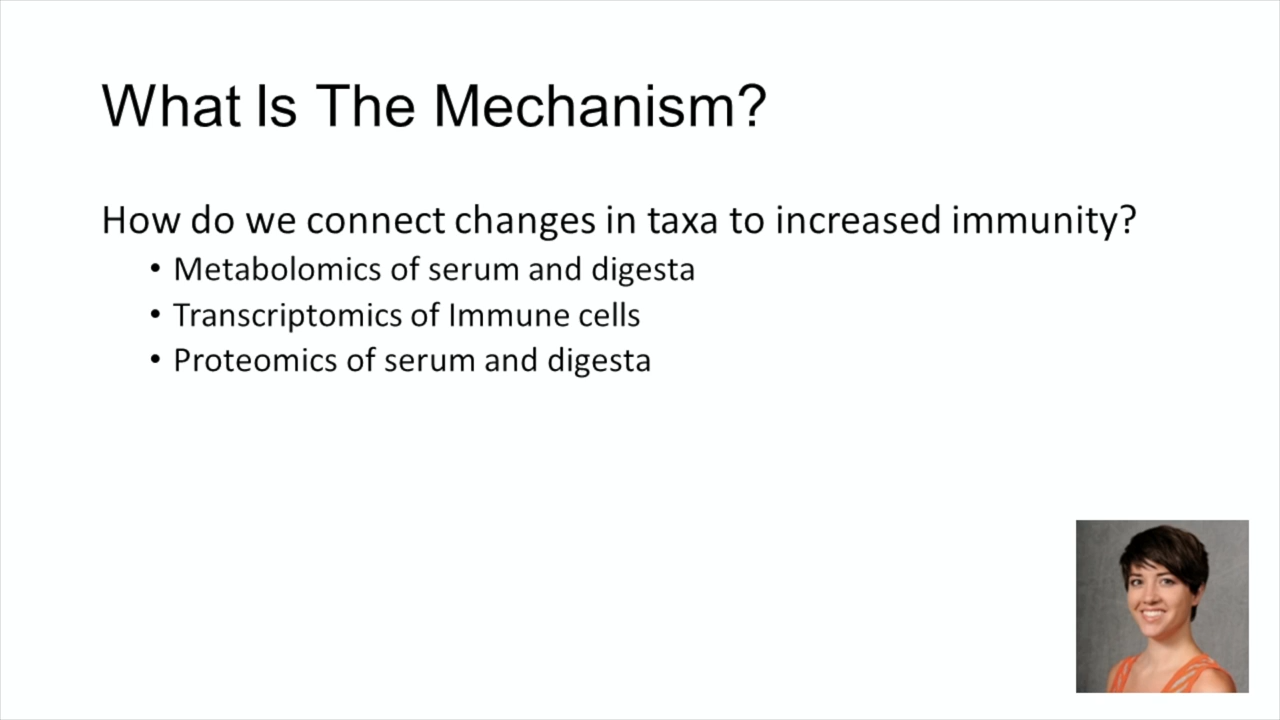 What Is The Mechanism?
How do we connect changes in taxa to increased immunity?
• Metabolomics of serum and digesta
• Transcriptomics of Immune cells
• Proteomics of serum and digesta